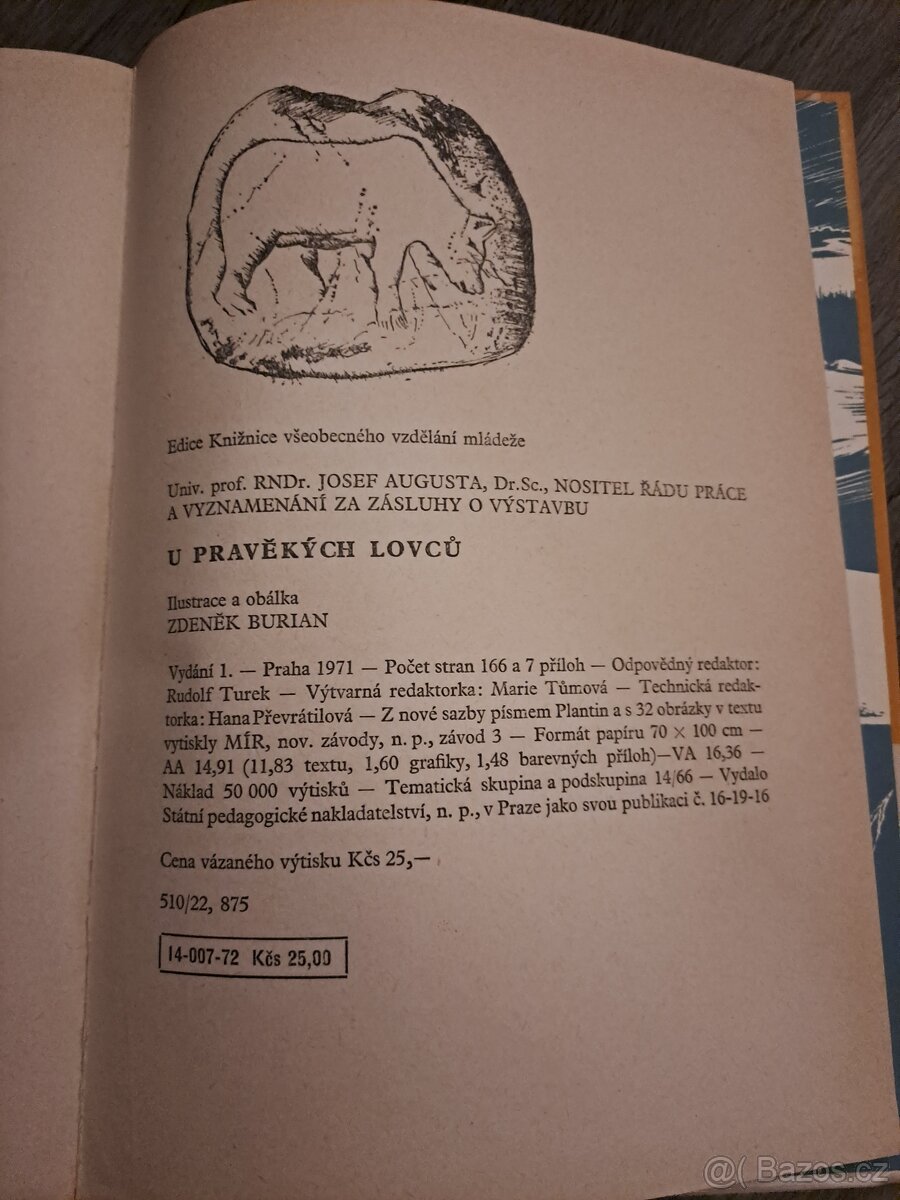 Edice Knižnice všeobecného vzdělání mládeže
Univ. prof. RNDr. JOSEF AUGUSTA, Dr.Sc., NOSITEL ŘÁDU PRÁCE
A VYZNAMENÁNÍ ZA ZÁSLUHY O VÝSTAVBU
U PRAVĚKÝCH LOVCŮ
Ilustrace a obálka
ZDENĚK BURIAN
Vydání 1. — Praha 1971 — Počet stran 166 a 7 příloh — Odpovědný redaktor:
Rudolf Turek — Výtvarná redaktorka: Marie Tůmová — Technická redak-
torka: Hana Převrátilová — Z nové sazby písmem Plantin a s 32 obrázky v textu
vytiskly MÍR, nov. závody, n. p., závod 3 — Formát papíru 70 × 100 cm —
AA 14,91 (11,83 textu, 1,60 grafiky, 1,48 barevných příloh)—VA 16,36 —
Náklad 50 000 výtisků — Tematická skupina a podskupina 14/66 — Vydalo
Státní pedagogické nakladatelství, n. p., v Praze jako svou publikaci č. 16-19-16
Cena vázaného výtisku Kčs 25,—
510/22, 875
14-007-72 Kčs 25,00
@( Bazos.cz